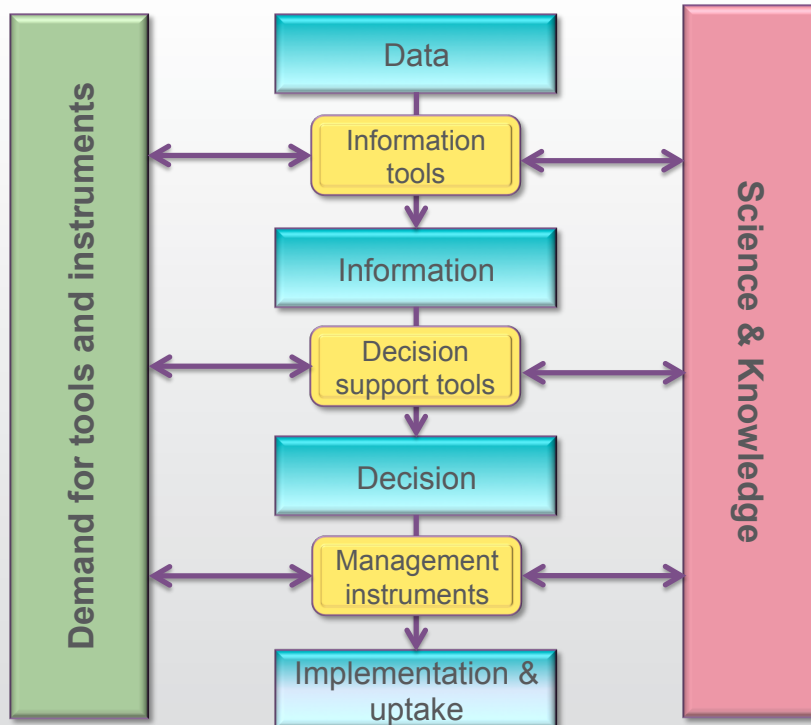 Demand for tools and instruments
Data
Information
tools
Information
Decision
support tools
Decision
Management
instruments
Implementation &
uptake
Science & Knowledge